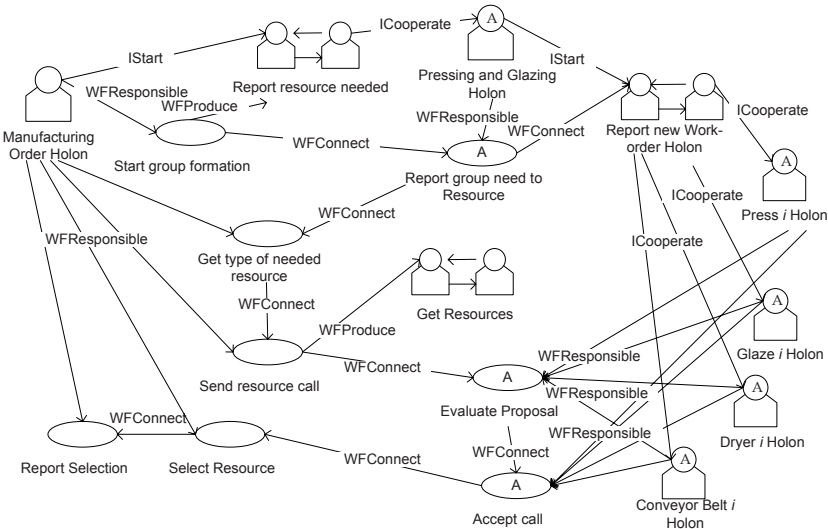 ICooperate
A
IStart
IStart
Report resource needed
Pressing and Glazing
Holon
WFResponsible
WFProduce
WFResponsible
WFConnect
ICooperate
Manufacturing
Order Holon
Start group formation
WFConnect
A
Report new Work-
order Holon
A
Report group need to
Resource
ICooperate
Press i Holon
WFConnect
WFResponsible
ICooperate
Get type of needed
resource
WFConnect
Get Resources
A
WFProduce
Glaze i Holon
Send resource call
WFConnect
WFResponsible
A
A
WFResponsible
Evaluate Proposal
WFConnect
WFResponsible
Dryer i Holon
WFConnect
WFConnect
A
Report Selection
Select Resource
A
Conveyor Belt i
Holon
Accept call